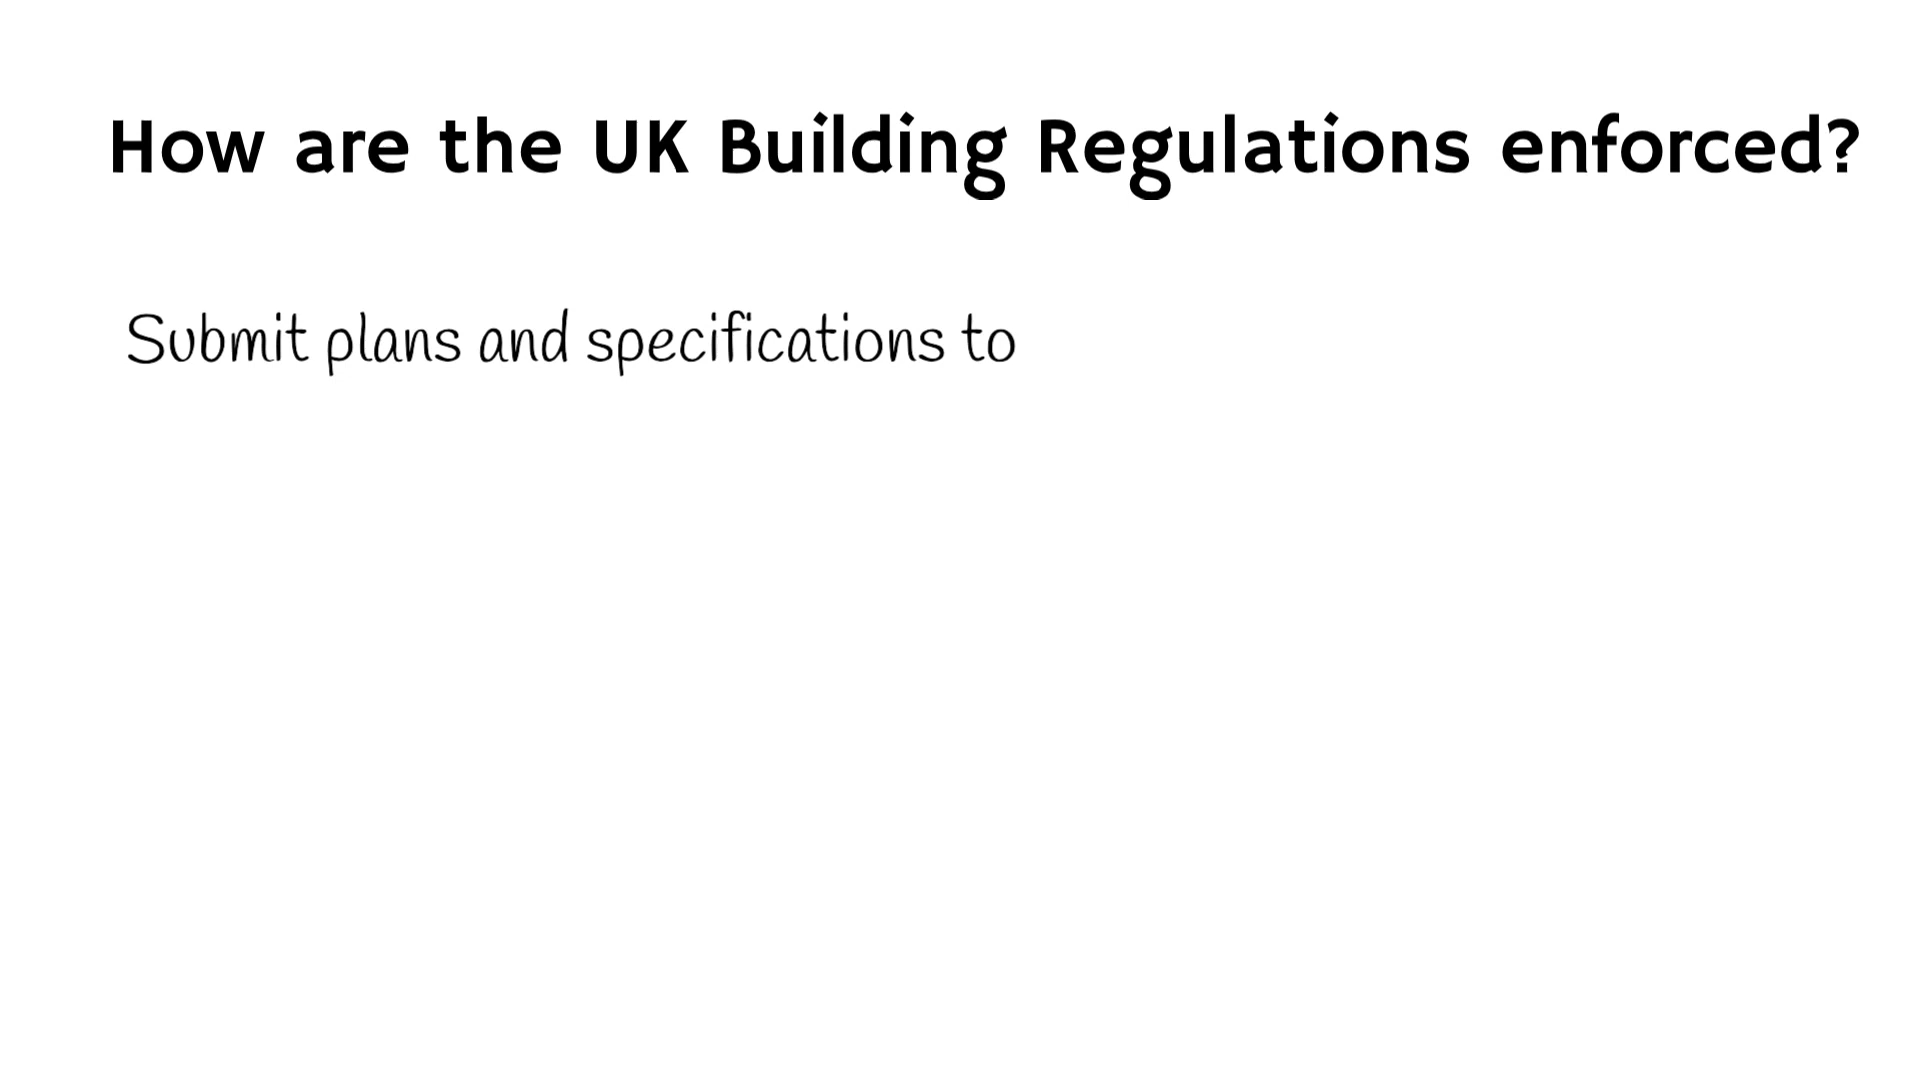 How are the UK Building Regulations enforced?
Submit plans and specifications to